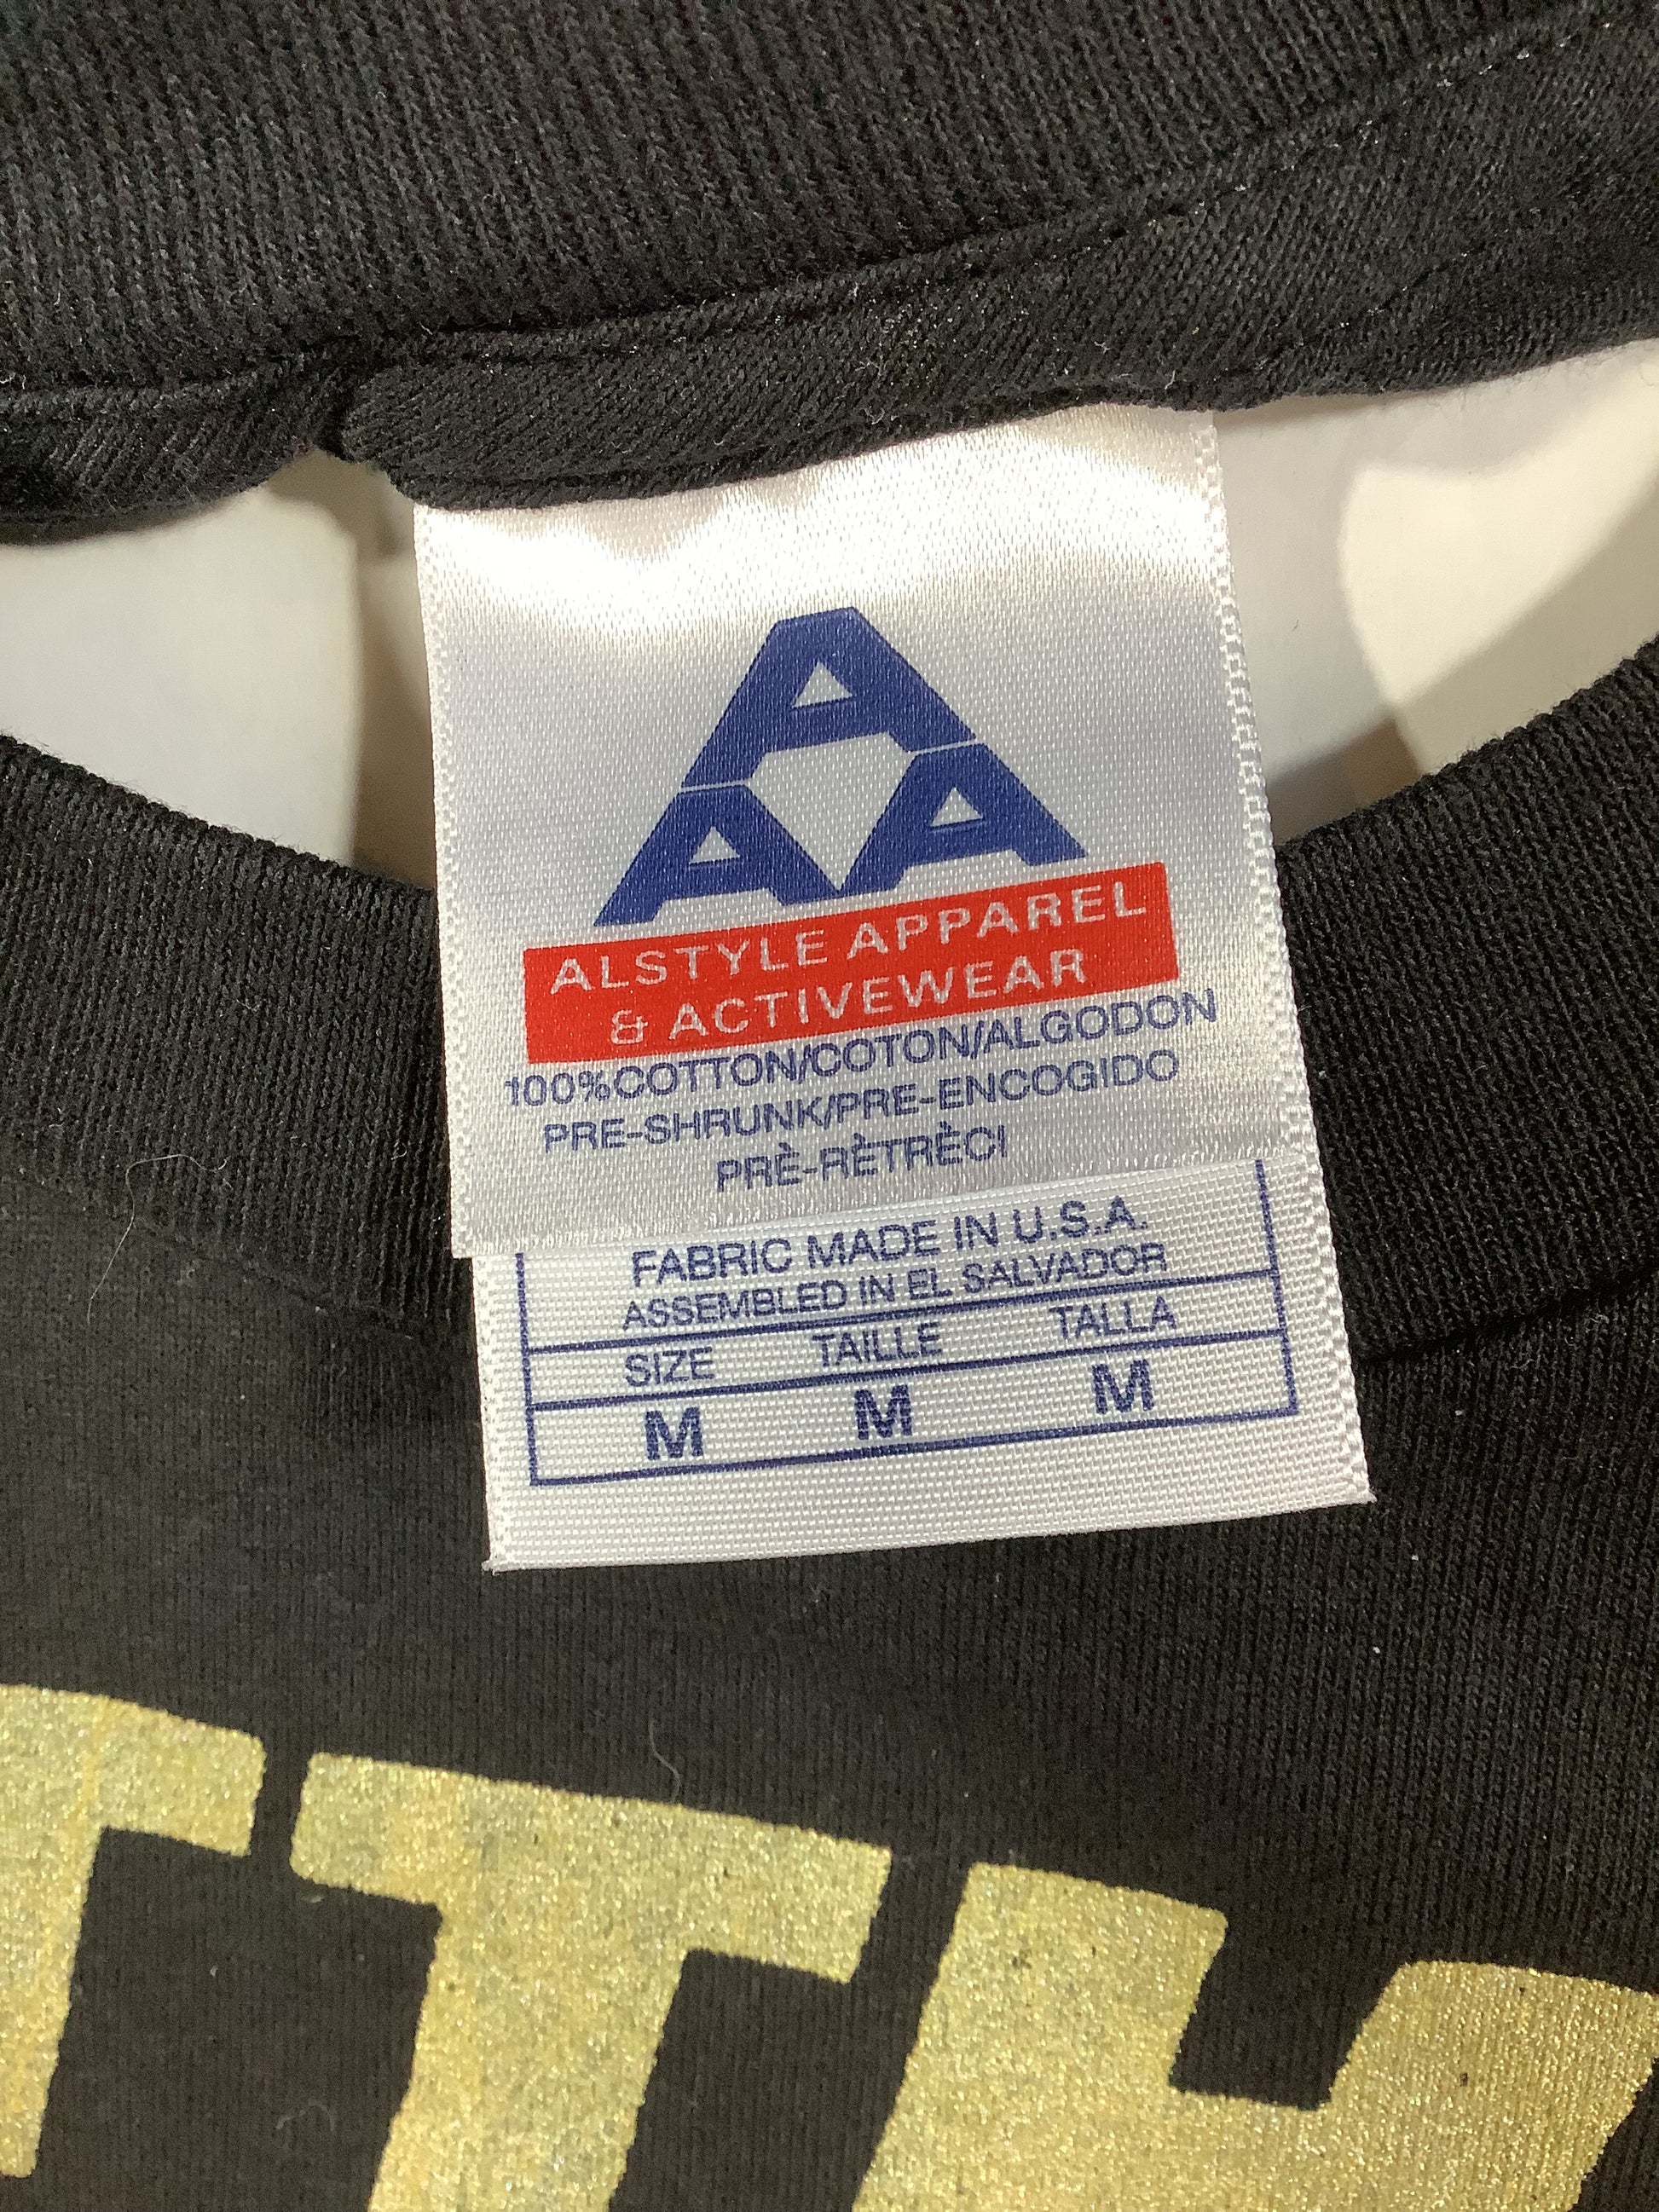 A
A A
ALSTYLE APPAREL
& ACTIVEWEAR
100%COTTON/COTON/ALGODON
PRE-SHRUNK/PRE-ENCOGIDO
PRÈ-RÈTRÈCI
FABRIC MADE IN U.S.A.
ASSEMBLED IN EL SALVADOR
SIZE TAILLE TALLA
M M M